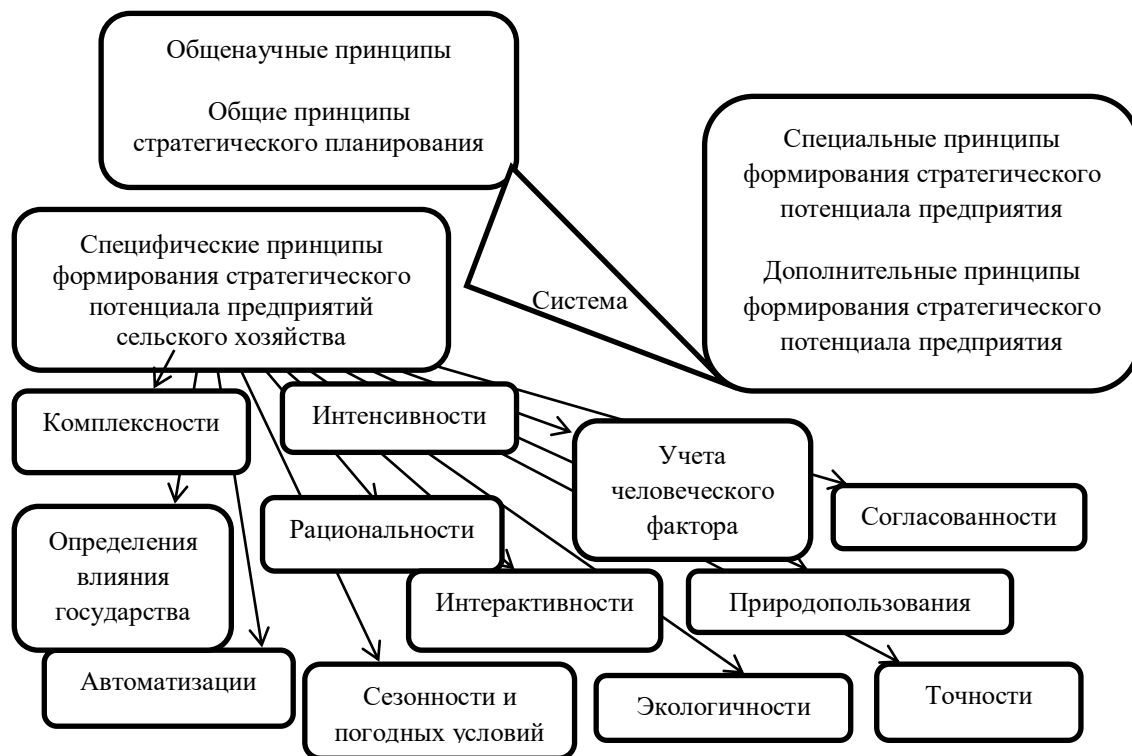 Общенаучные принципы
Общие принципы
стратегического планирования
Специальные принципы
формирования стратегического
потенциала предприятия
Дополнительные принципы
формирования стратегического
потенциала предприятия
Специфические принципы
формирования стратегического
потенциала предприятий
сельского хозяйства
Система
Комплексности
Интенсивности
Учета
человеческого
фактора
Согласованности
Определения
влияния
государства
Рациональности
Интерактивности
Природопользования
Автоматизации
Сезонности и
погодных условий
Экологичности
Точности